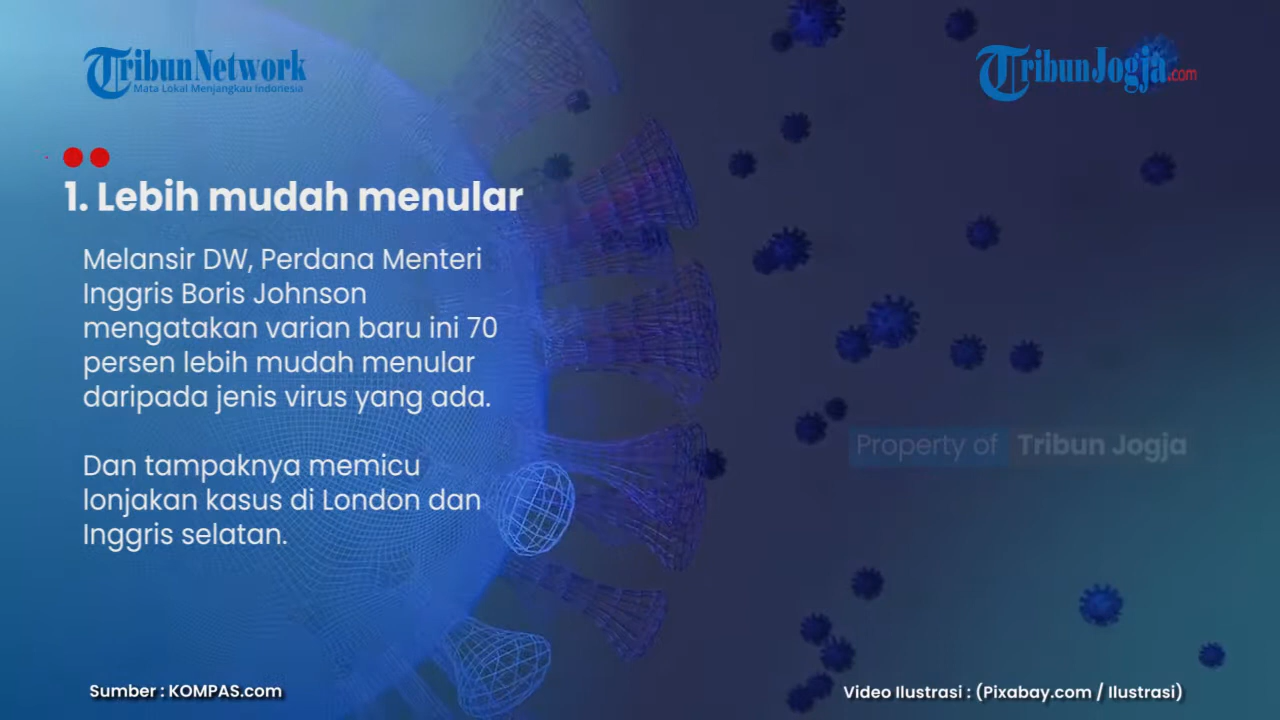 TribunNetwork
Mata Lokal Menjangkau Indonesia
TribunJogja.com
1. Lebih mudah menular
Melansir DW, Perdana Menteri
Inggris Boris Johnson
mengatakan varian baru ini 70
persen lebih mudah menular
daripada jenis virus yang ada.
Dan tampaknya memicu
lonjakan kasus di London dan
Inggris selatan.
Property of Tribun Jogja
Sumber : KOMPAS.com
Video Ilustrasi : (Pixabay.com / Ilustrasi)